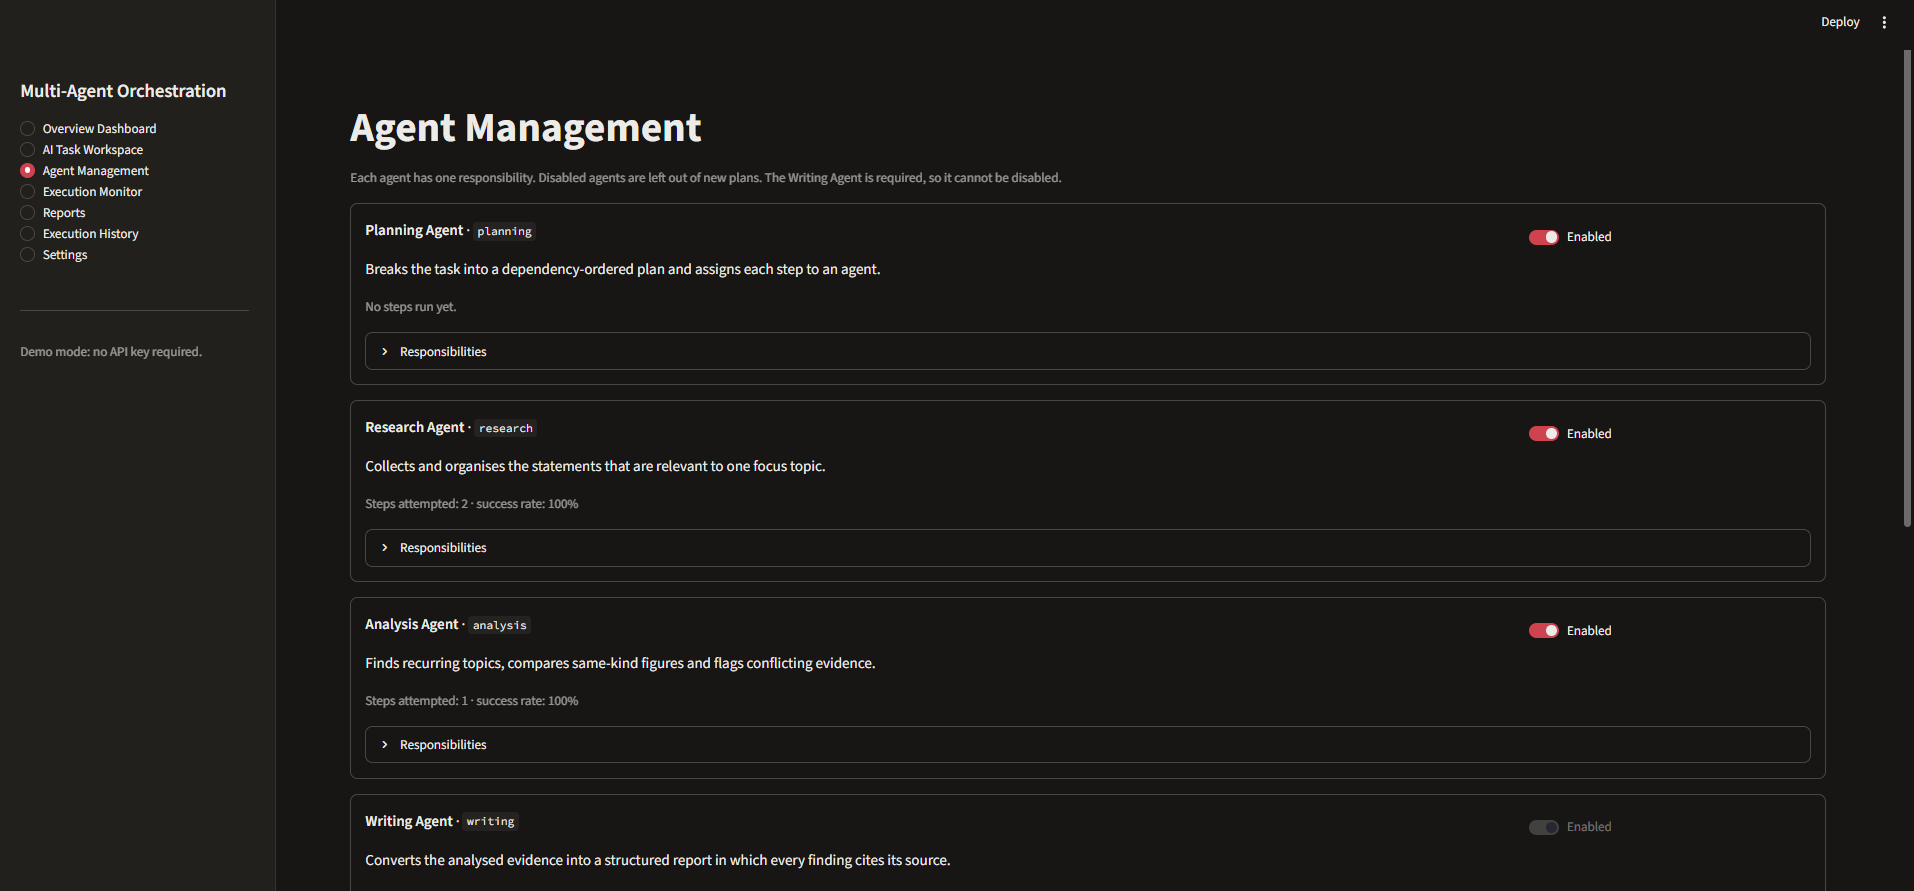 Deploy
Multi-Agent Orchestration
Overview Dashboard
AI Task Workspace
Agent Management
Execution Monitor
Reports
Execution History
Settings
Demo mode: no API key required.
Agent Management
Each agent has one responsibility. Disabled agents are left out of new plans. The Writing Agent is required, so it cannot be disabled.
Planning Agent · planning
Enabled
Breaks the task into a dependency-ordered plan and assigns each step to an agent.
No steps run yet.
Responsibilities
Research Agent · research
Enabled
Collects and organises the statements that are relevant to one focus topic.
Steps attempted: 2 · success rate: 100%
Responsibilities
Analysis Agent · analysis
Enabled
Finds recurring topics, compares same-kind figures and flags conflicting evidence.
Steps attempted: 1 · success rate: 100%
Responsibilities
Writing Agent · writing
Enabled
Converts the analysed evidence into a structured report in which every finding cites its source.